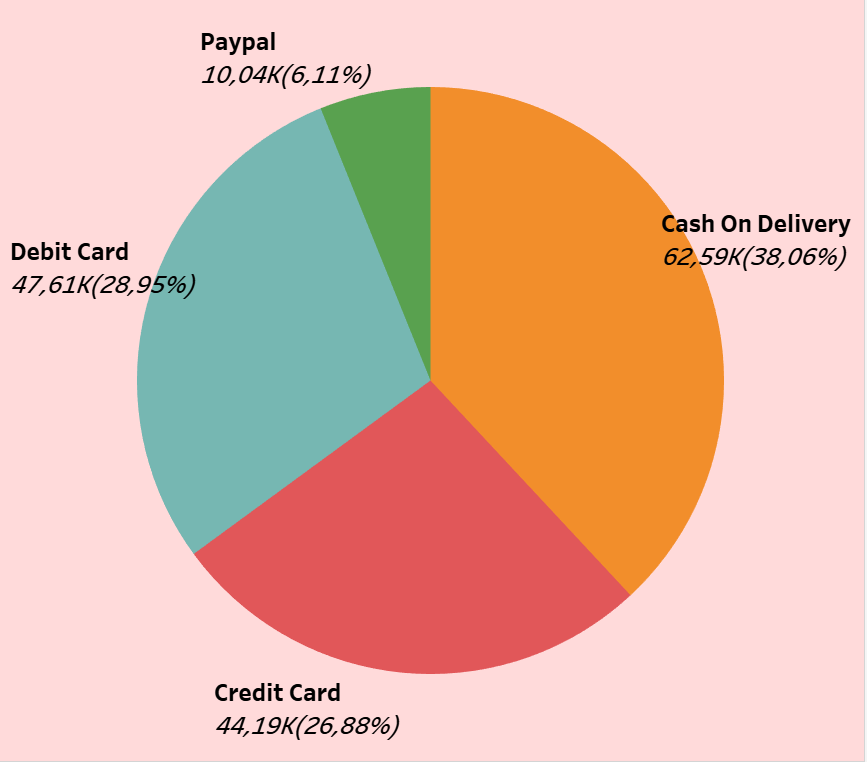 Paypal
10,04K(6,11%)
Cash On Delivery
62,59K(38,06%)
Debit Card
47,61K(28,95%)
Credit Card
44,19K(26,88%)